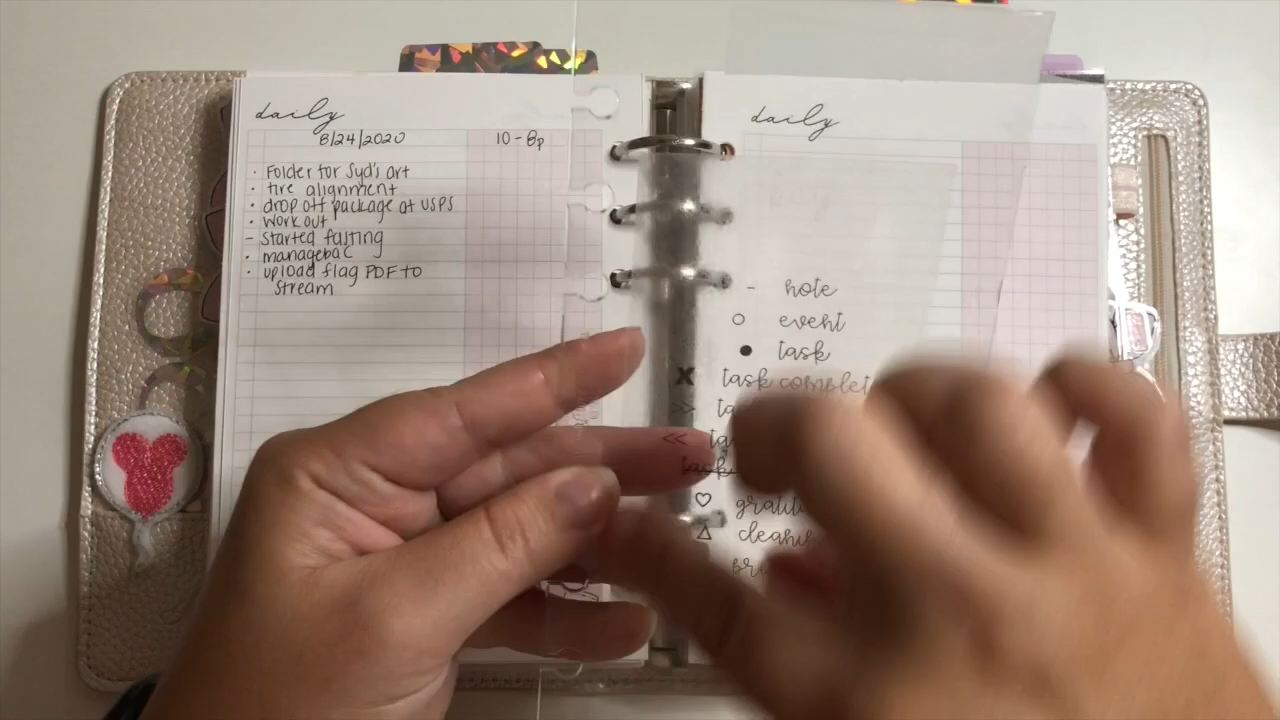 daily
8/24/2020 10-8p
· Folder for Syd's art
· tire alignment
· drop off package at USPS
· work out
- started fasting
· managebac
· upload flag PDF to
stream
daily
- note
○ event
● task
X task complete
>>
<<
task
♡
△